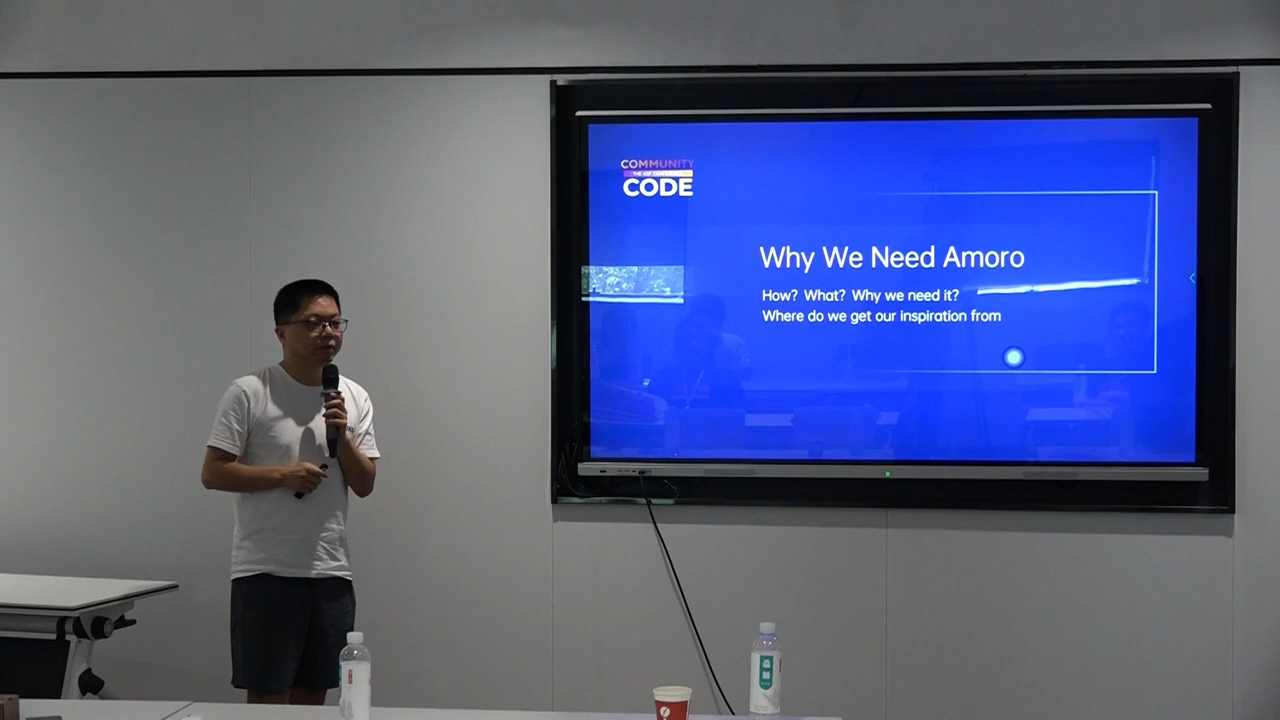 COMMUNITY
THE ASF CONFERENCE
CODE
Why We Need Amoro
How? What? Why we need it?
Where do we get our inspiration from